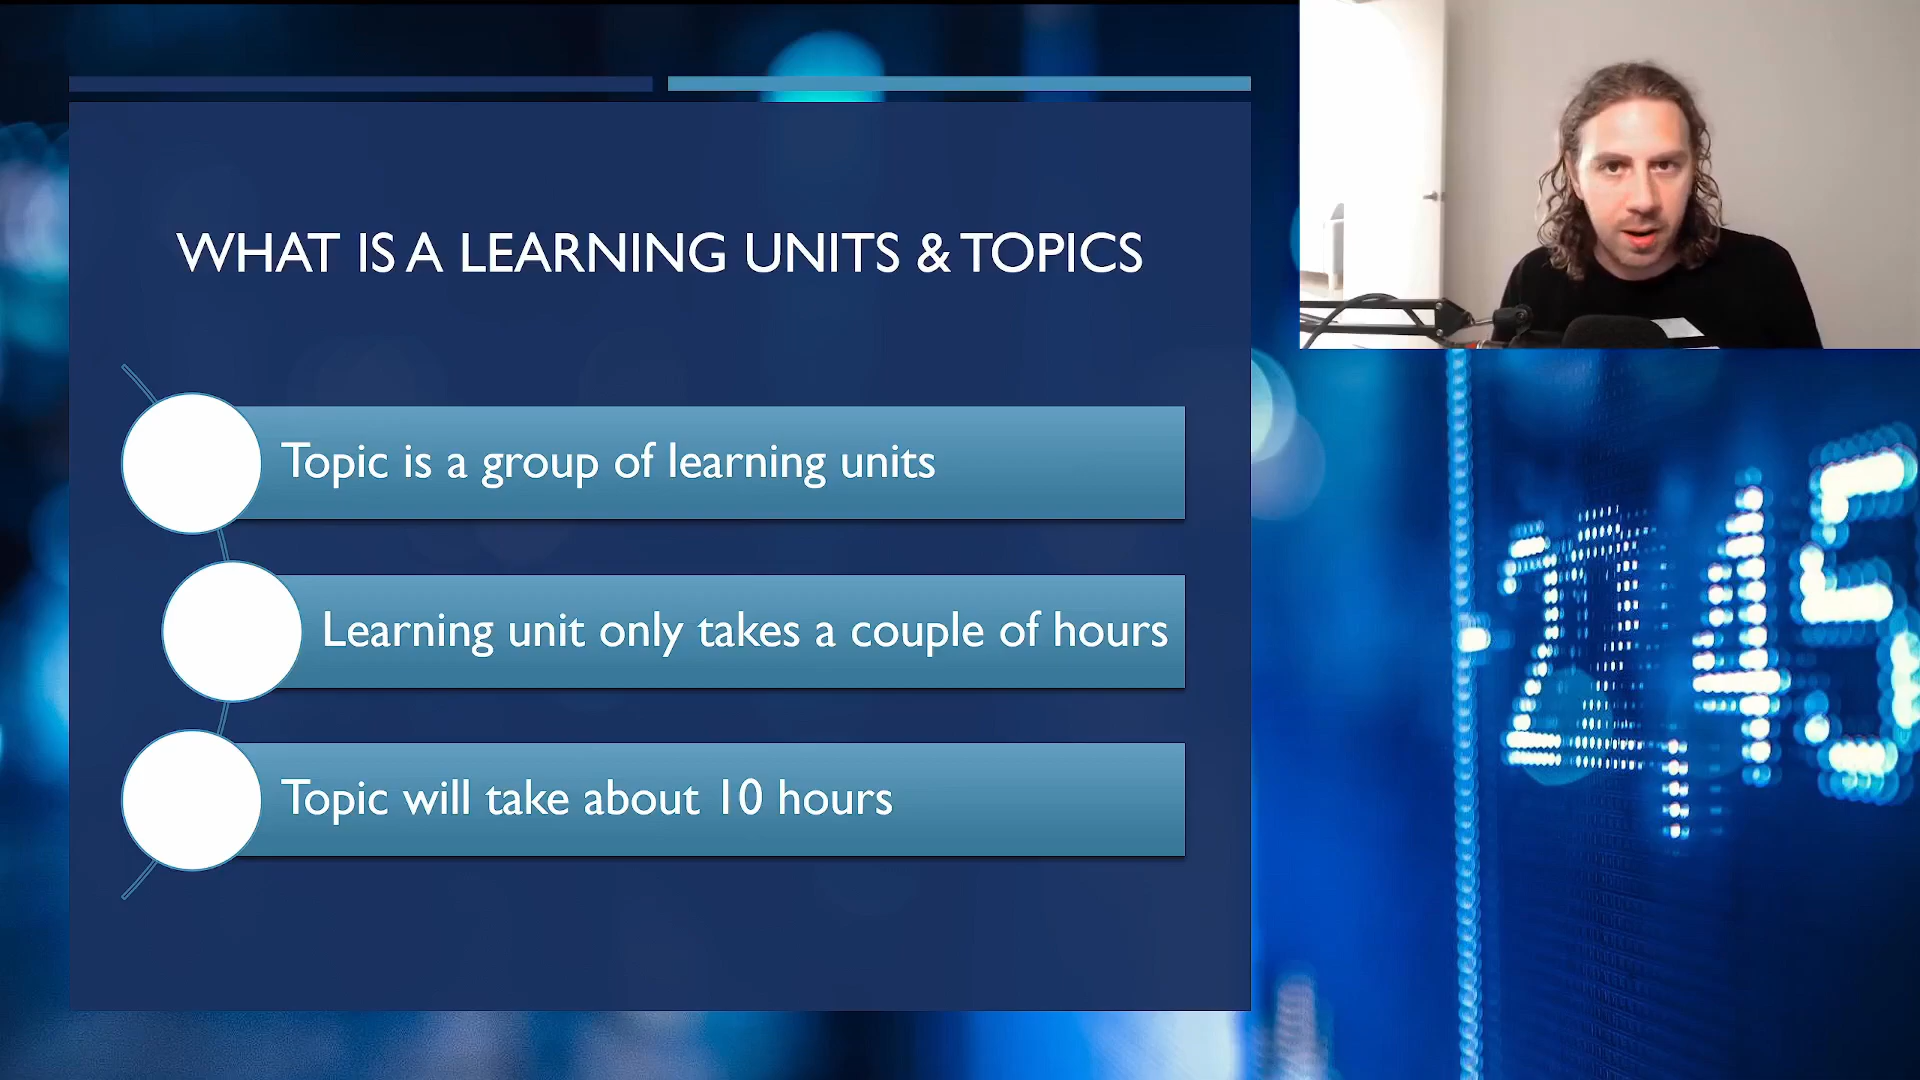 WHAT IS A LEARNING UNITS & TOPICS
Topic is a group of learning units
Learning unit only takes a couple of hours
Topic will take about 10 hours